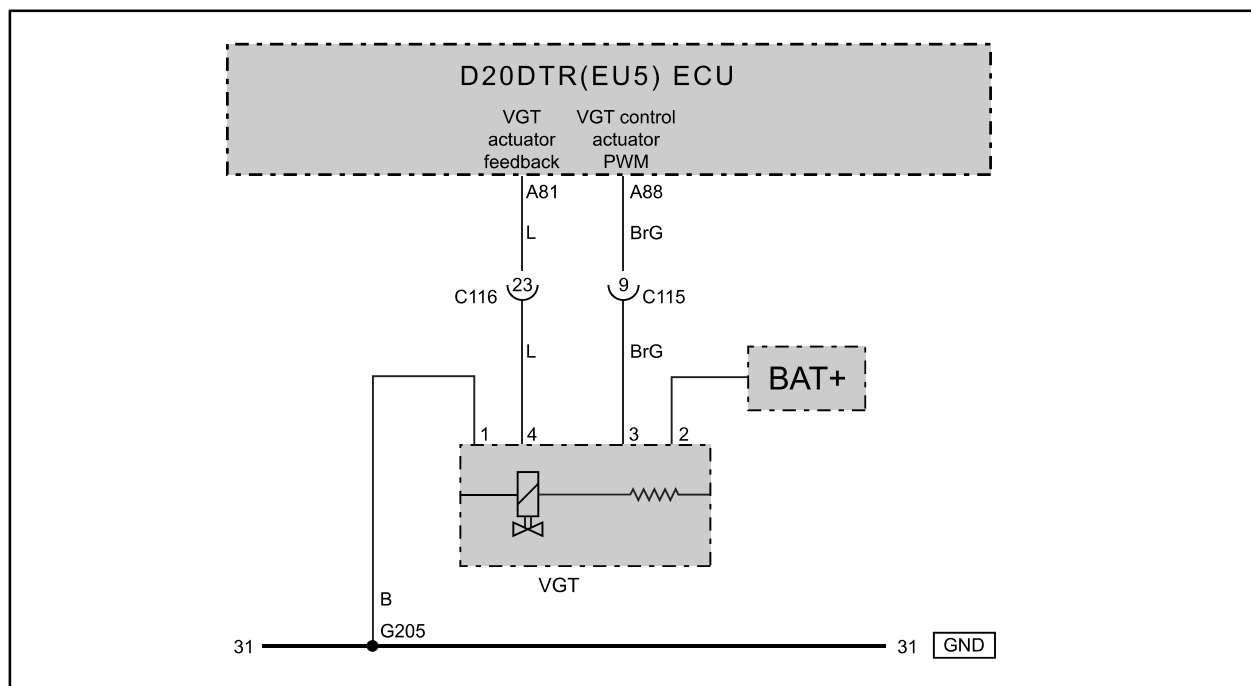 D20DTR(EU5) ECU
VGT
actuator
feedback
VGT control
actuator
PWM
A81
A88
L
BrG
C116
23
9
C115
L
BrG
BAT+
1
4
3
2
VGT
B
G205
31
31
GND